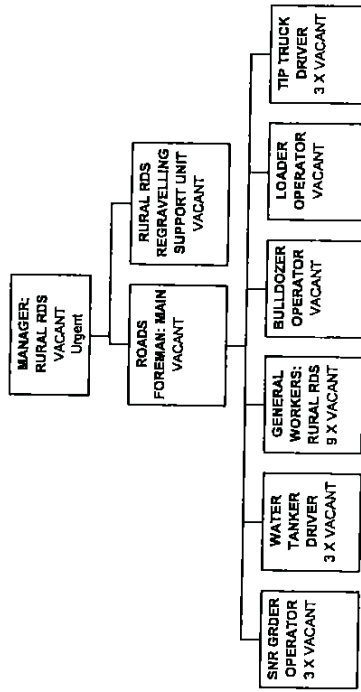 MANAGER:
RURAL RDS
VACANT
Urgent
ROADS
FOREMAN: MAIN
VACANT
RURAL RDS
REGRAVELLING
SUPPORT UNIT
VACANT
SNR GRDER
OPERATOR
3 X VACANT
WATER
TANKER
DRIVER
3 X VACANT
GENERAL
WORKERS:
RURAL RDS
9 X VACANT
BULLDOZER
OPERATOR
VACANT
LOADER
OPERATOR
VACANT
TIP TRUCK
DRIVER
3 X VACANT